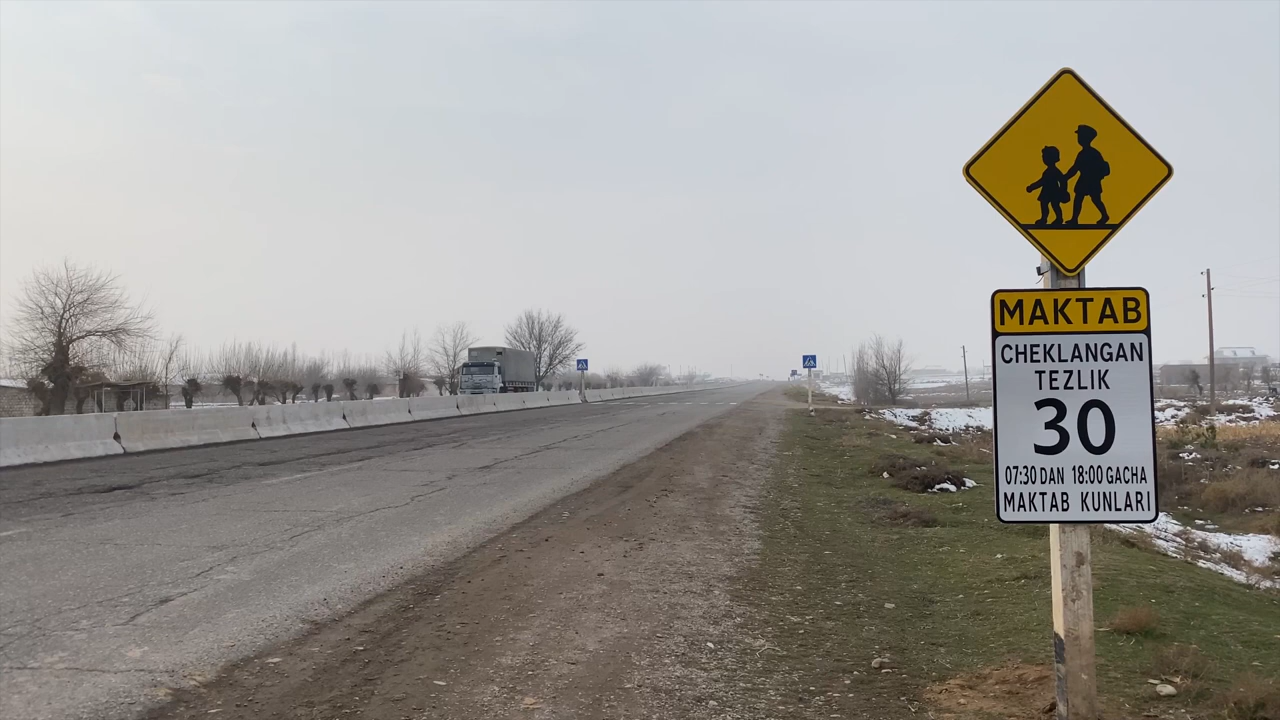 MAKTAB
CHEKLANGAN
TEZLIK
30
07:30 DAN 18:00 GACHA
MAKTAB KUNLARI